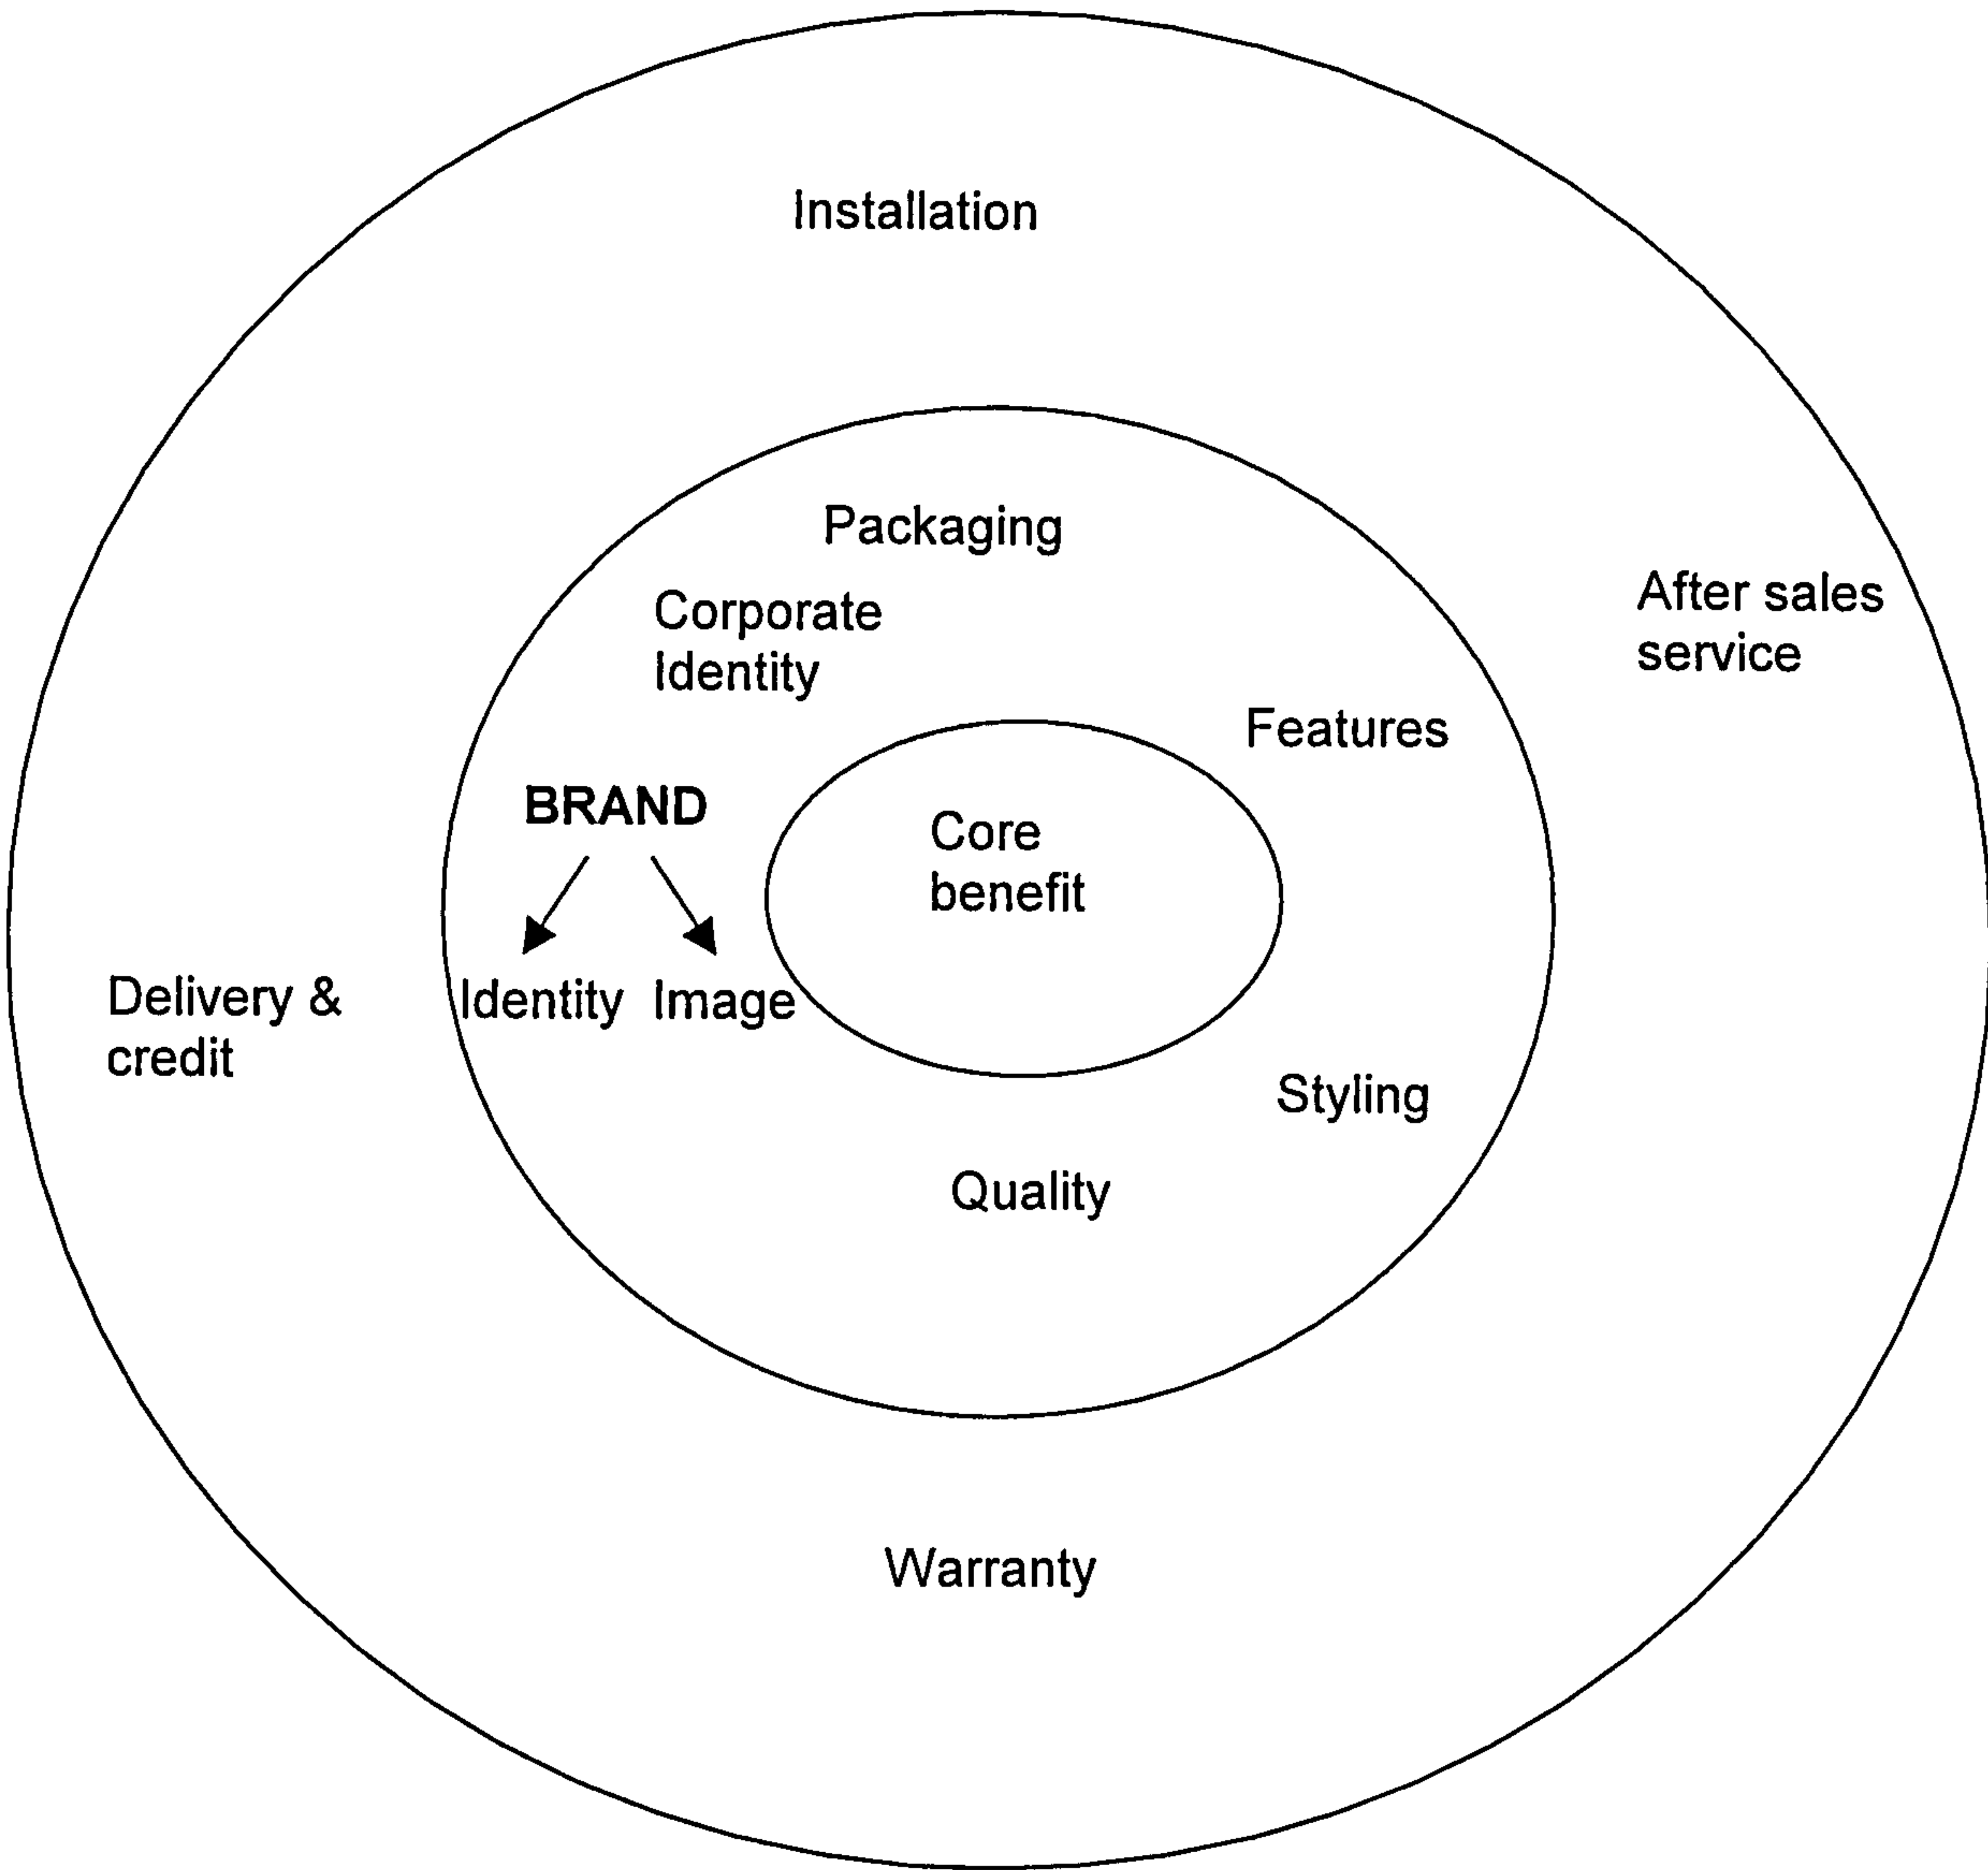 Installation
Packaging
Corporate
Identity
After sales
service
Features
BRAND
Core
benefit
Identity Image
Delivery &
credit
Styling
Quality
Warranty